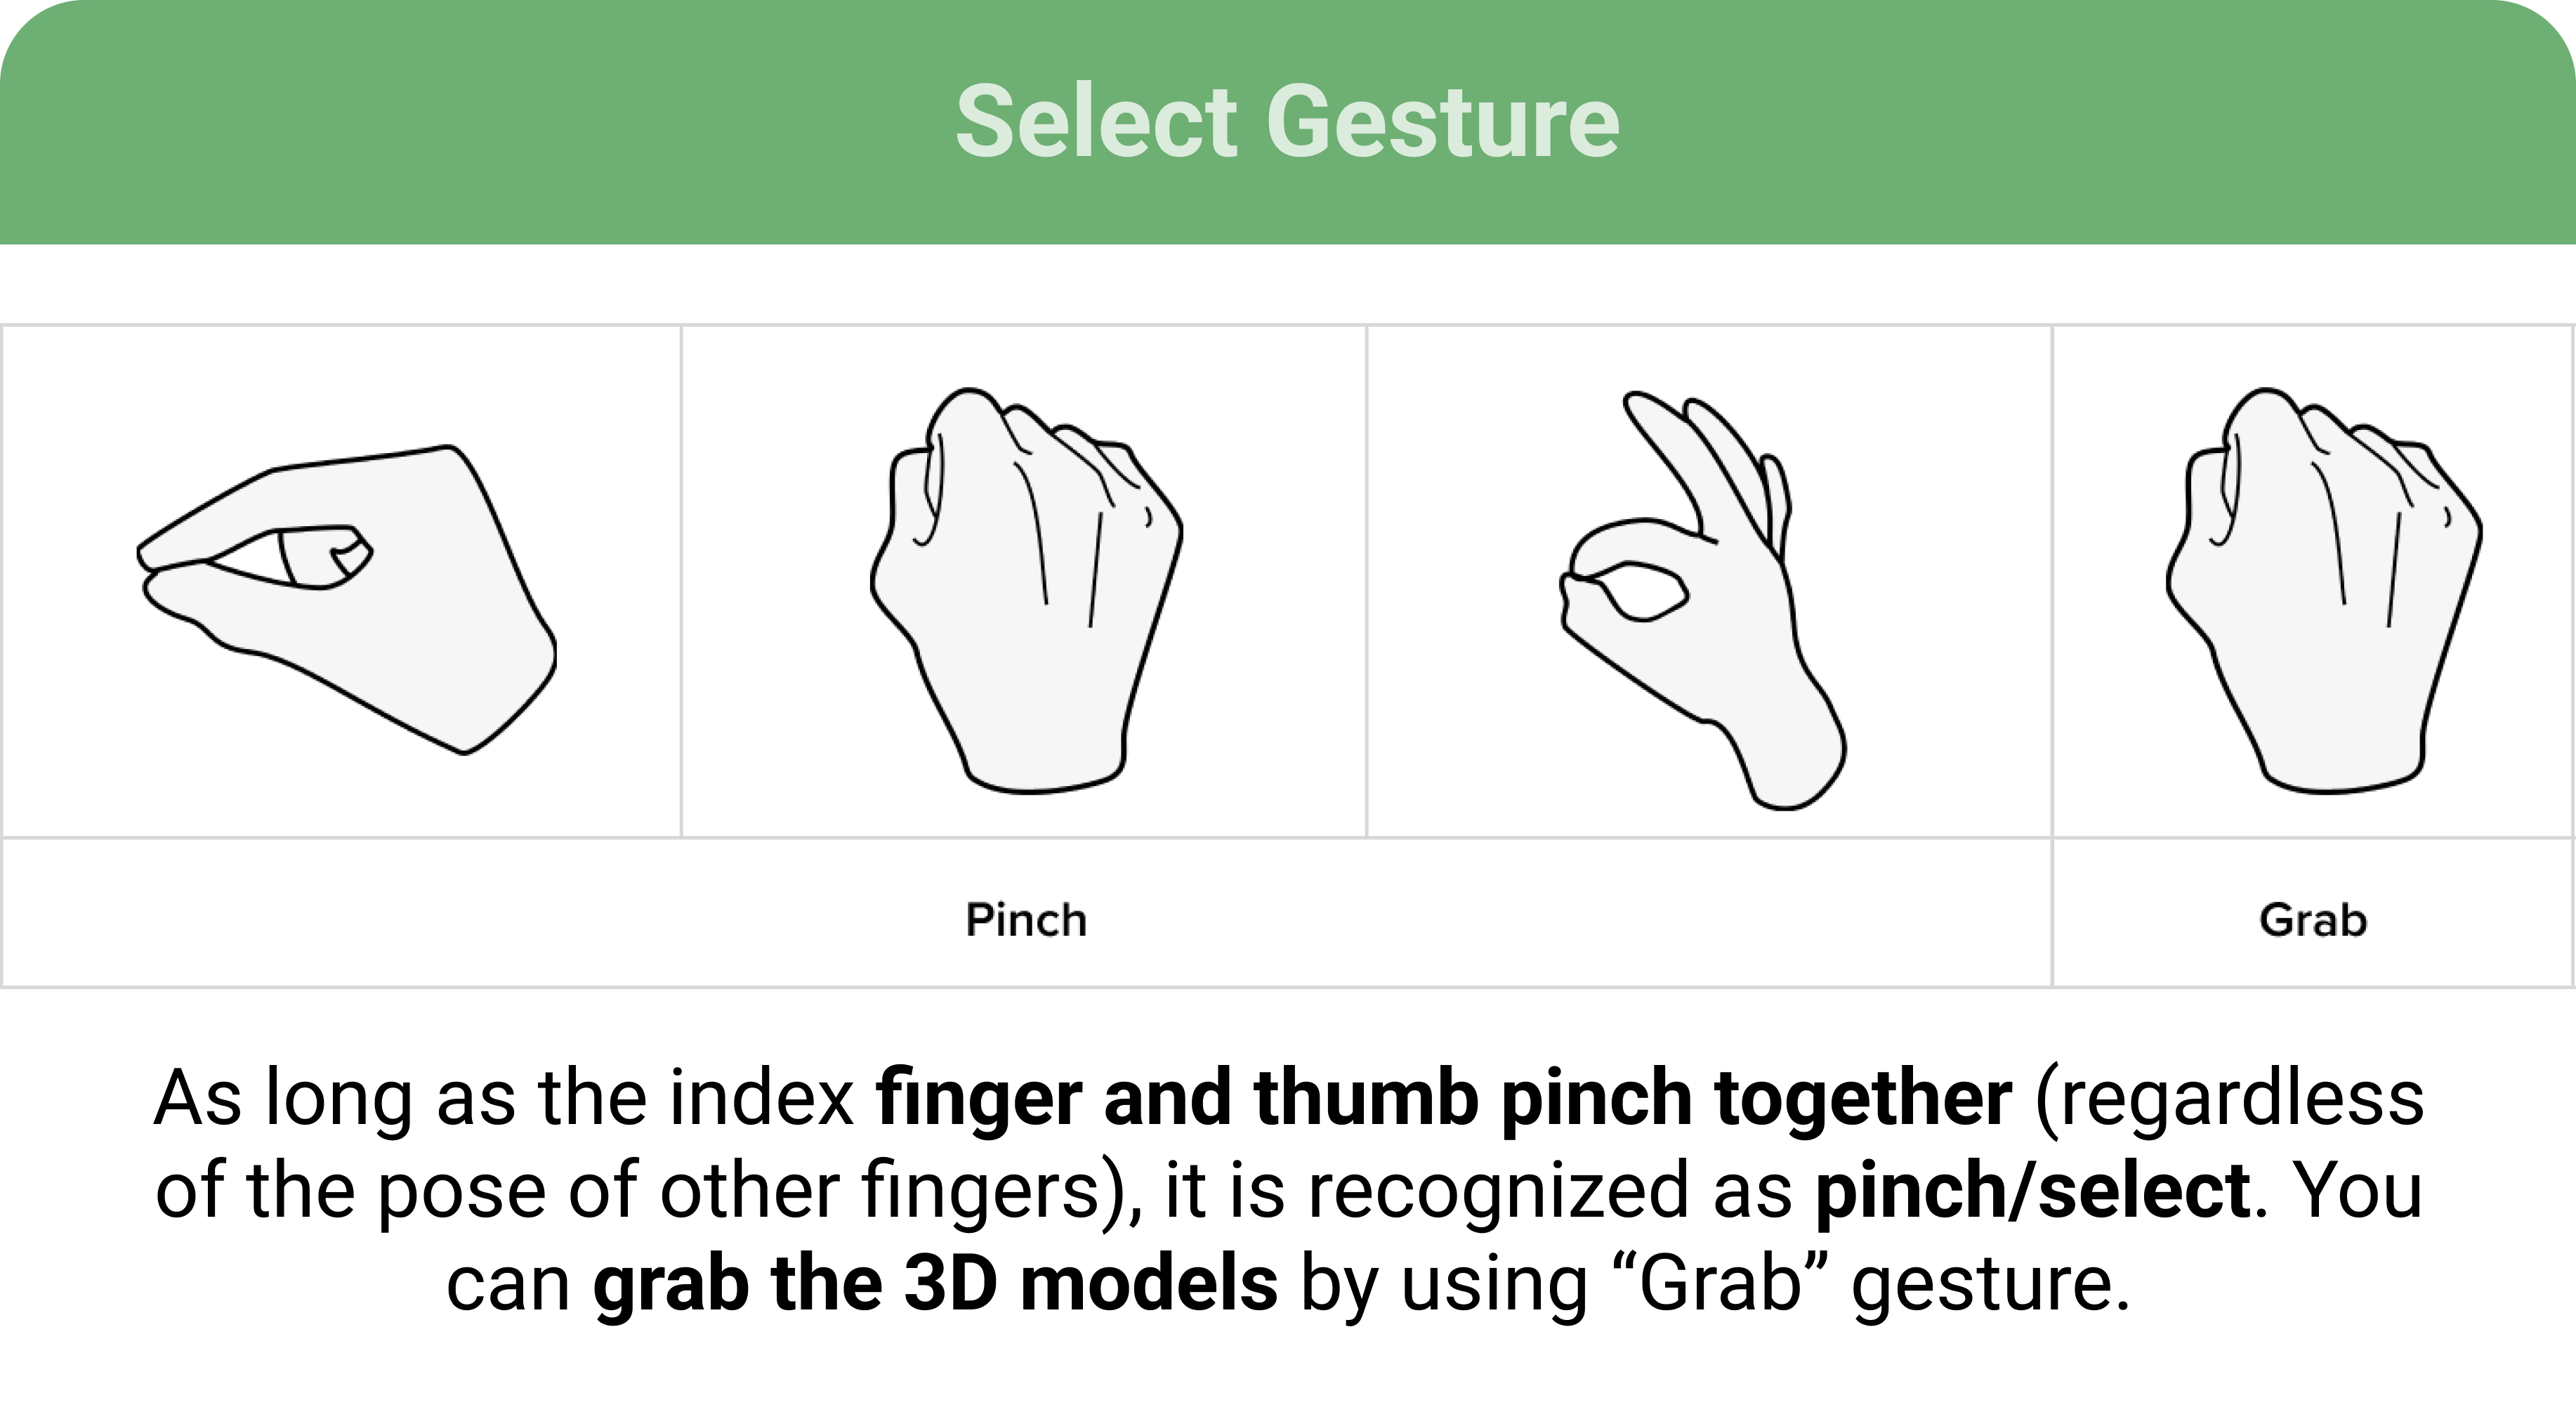 Select Gesture
Pinch
Grab
As long as the index finger and thumb pinch together (regardless
of the pose of other fingers), it is recognized as pinch/select. You
can grab the 3D models by using “Grab” gesture.